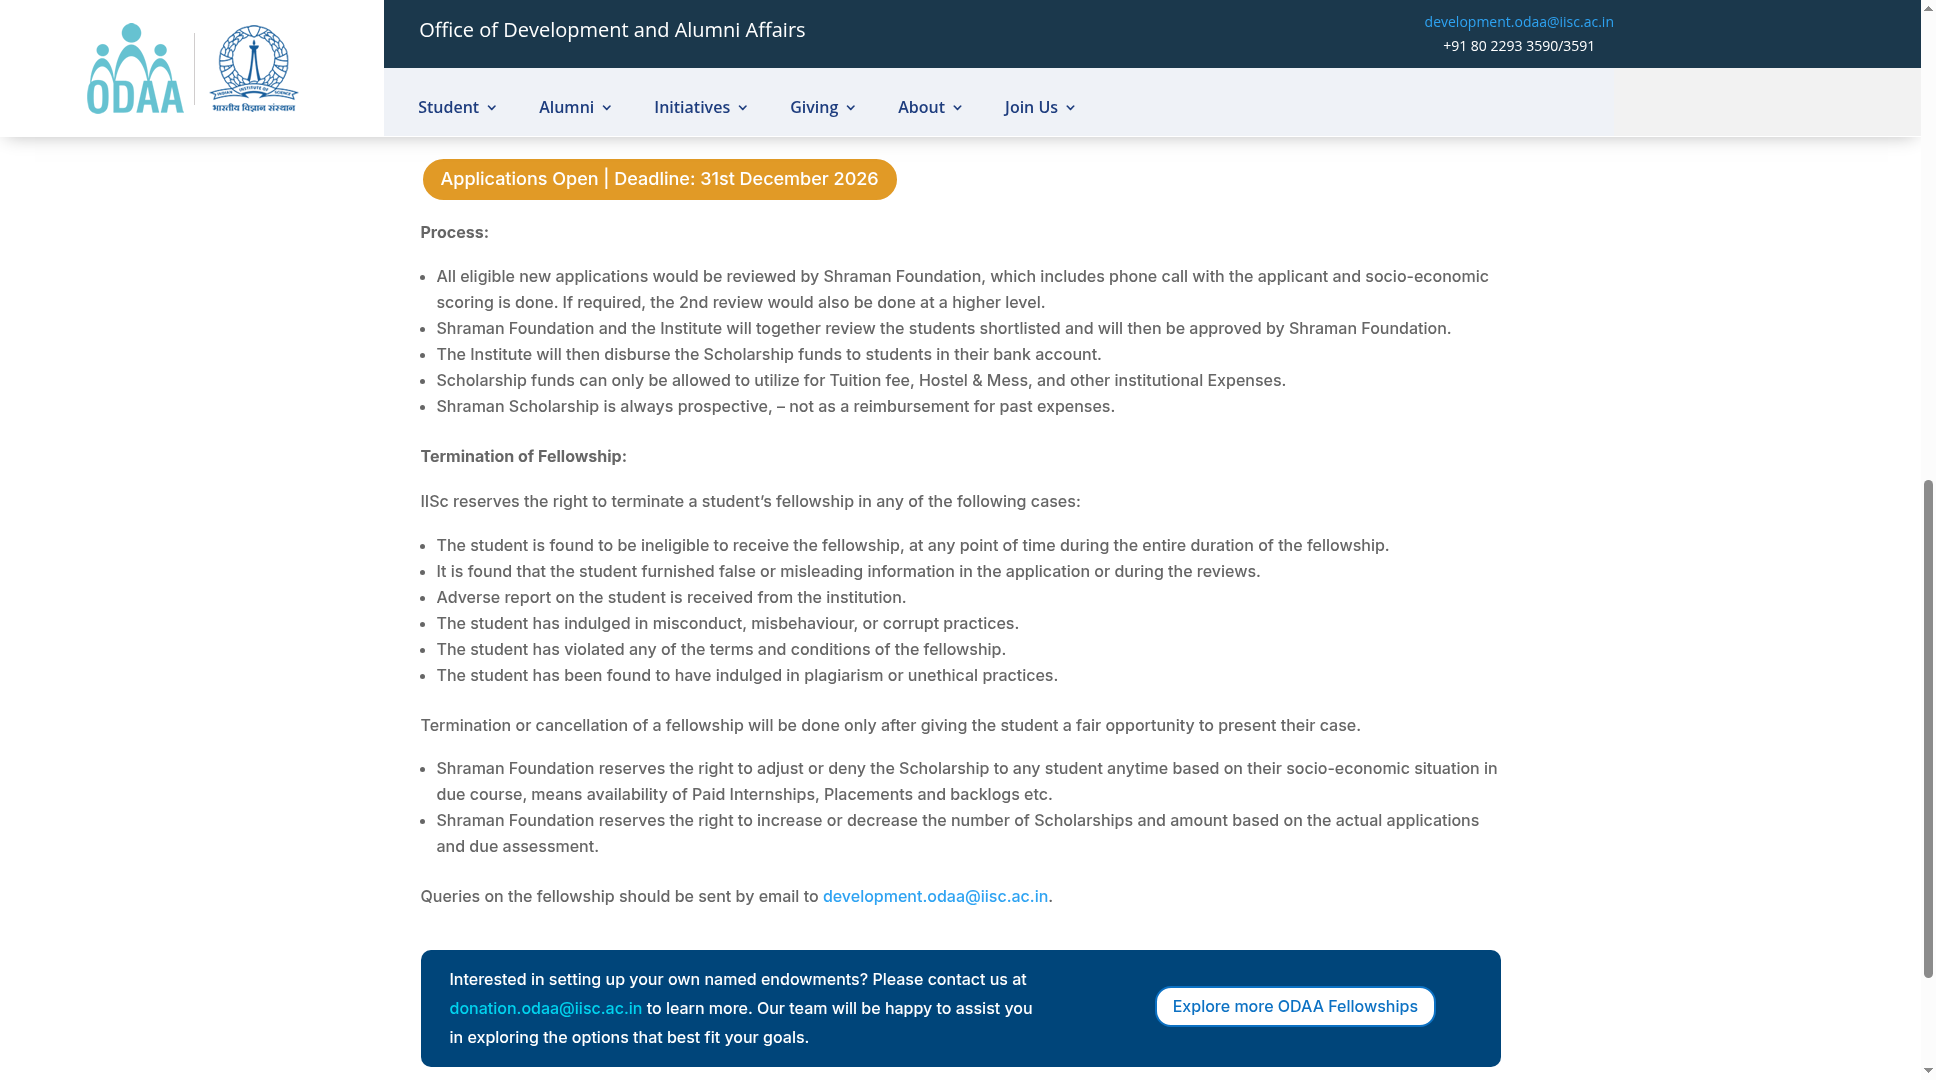 ODAA
INDIAN INSTITUTE OF SCIENCE
भारतीय विज्ञान संस्थान
Office of Development and Alumni Affairs
development.odaa@iisc.ac.in
+91 80 2293 3590/3591
Student Alumni Initiatives Giving About Join Us
Applications Open | Deadline: 31st December 2026
Process:
• All eligible new applications would be reviewed by Shraman Foundation, which includes phone call with the applicant and socio-economic
scoring is done. If required, the 2nd review would also be done at a higher level.
• Shraman Foundation and the Institute will together review the students shortlisted and will then be approved by Shraman Foundation.
• The Institute will then disburse the Scholarship funds to students in their bank account.
• Scholarship funds can only be allowed to utilize for Tuition fee, Hostel & Mess, and other institutional Expenses.
• Shraman Scholarship is always prospective, – not as a reimbursement for past expenses.
Termination of Fellowship:
IISc reserves the right to terminate a student’s fellowship in any of the following cases:
• The student is found to be ineligible to receive the fellowship, at any point of time during the entire duration of the fellowship.
• It is found that the student furnished false or misleading information in the application or during the reviews.
• Adverse report on the student is received from the institution.
• The student has indulged in misconduct, misbehaviour, or corrupt practices.
• The student has violated any of the terms and conditions of the fellowship.
• The student has been found to have indulged in plagiarism or unethical practices.
Termination or cancellation of a fellowship will be done only after giving the student a fair opportunity to present their case.
• Shraman Foundation reserves the right to adjust or deny the Scholarship to any student anytime based on their socio-economic situation in
due course, means availability of Paid Internships, Placements and backlogs etc.
• Shraman Foundation reserves the right to increase or decrease the number of Scholarships and amount based on the actual applications
and due assessment.
Queries on the fellowship should be sent by email to development.odaa@iisc.ac.in.
Interested in setting up your own named endowments? Please contact us at
donation.odaa@iisc.ac.in to learn more. Our team will be happy to assist you
in exploring the options that best fit your goals.
Explore more ODAA Fellowships